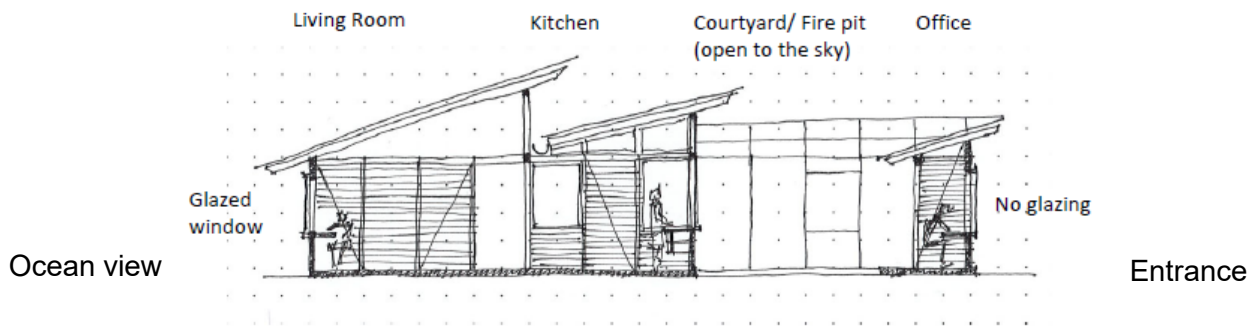 Living Room
Kitchen
Courtyard/ Fire pit
(open to the sky)
Office
Glazed
window
No glazing
Ocean view
Entrance